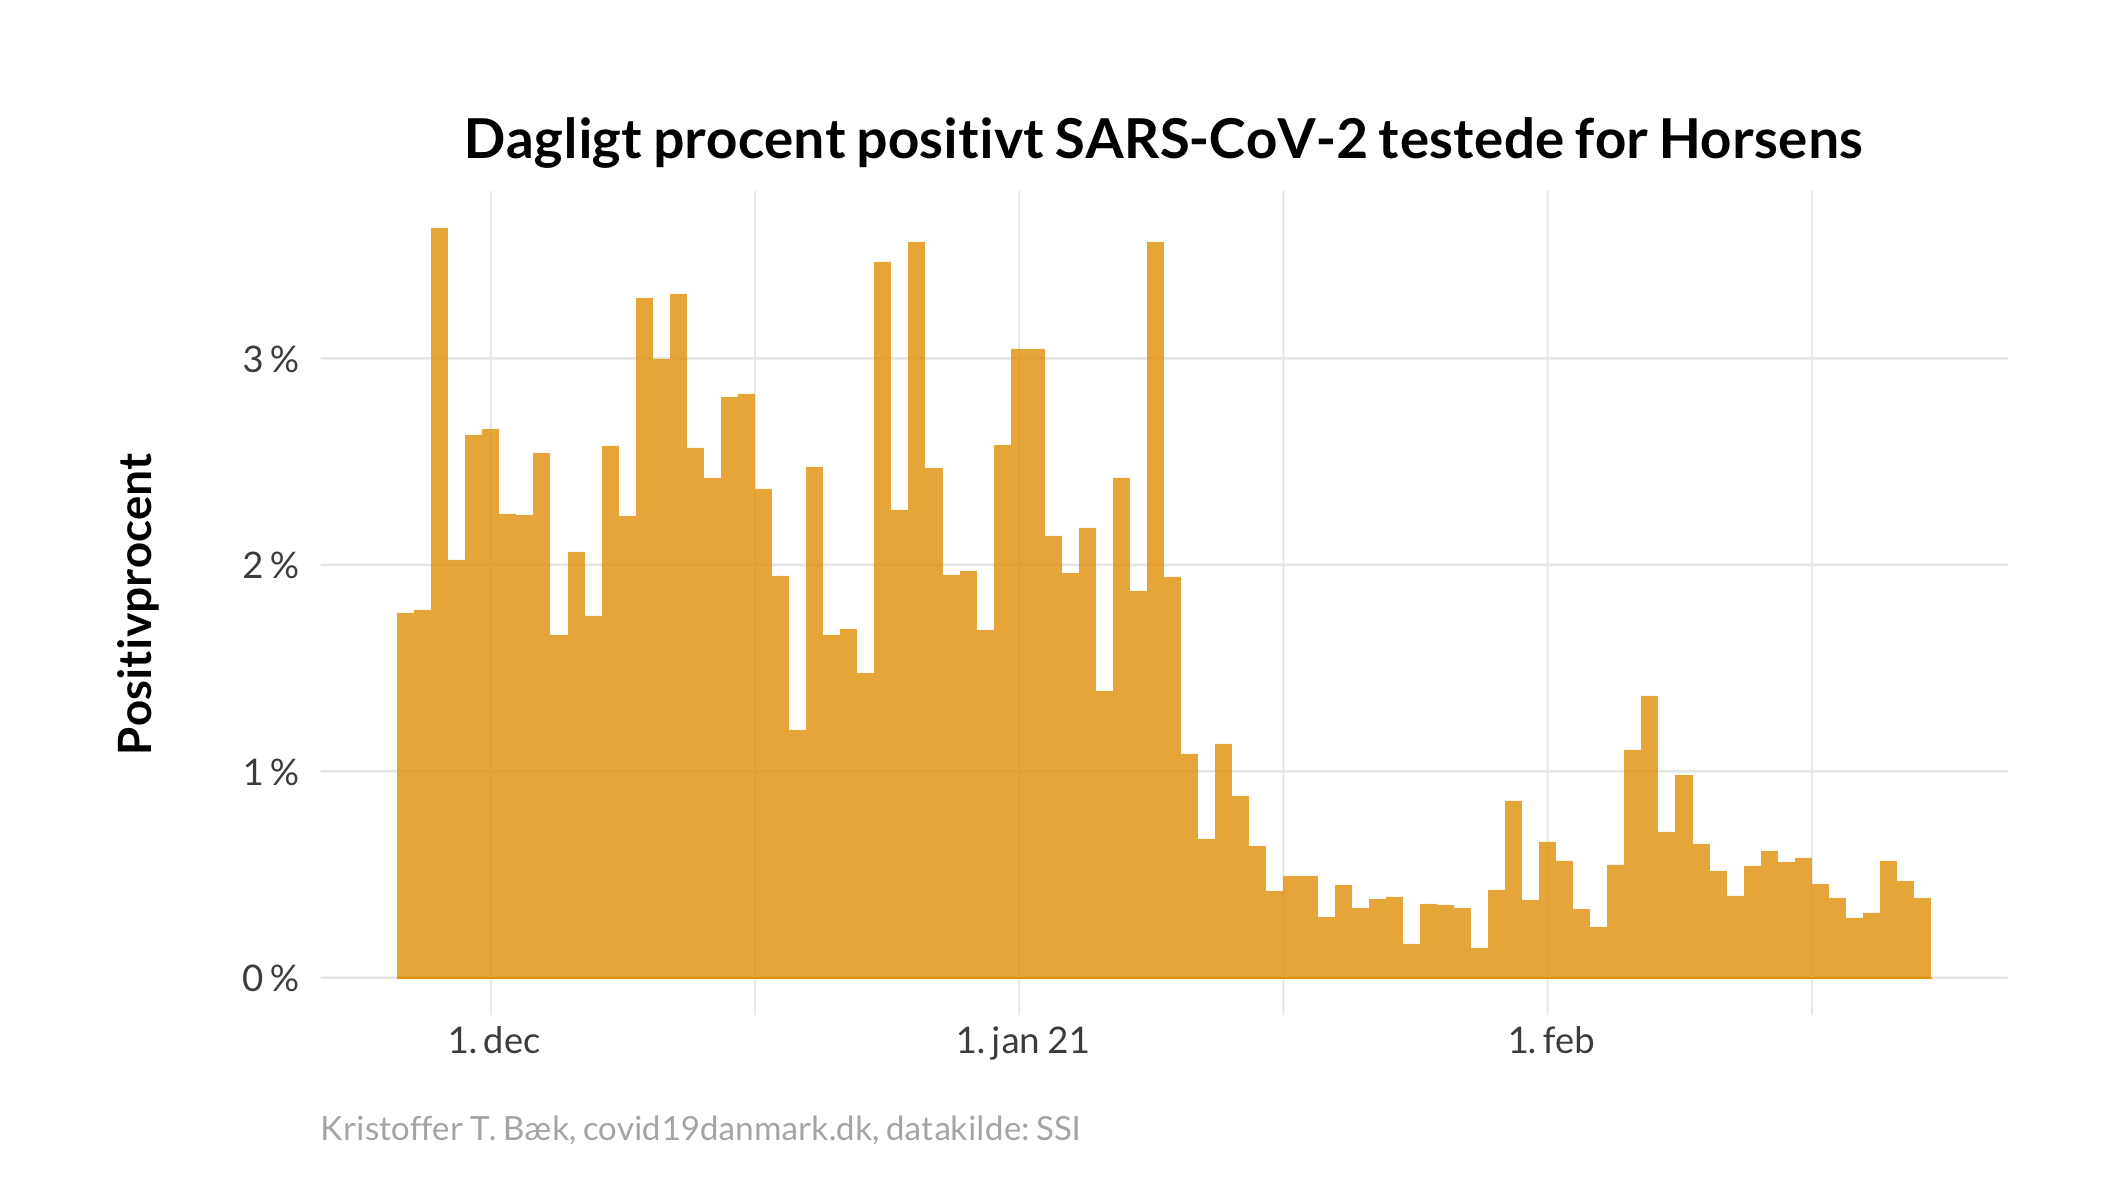 Dagligt procent positivt SARS-CoV-2 testede for Horsens
Positivprocent
3 %
2 %
1 %
0 %
1. dec
1. jan 21
1. feb
Kristoffer T. Bæk, covid19danmark.dk, datakilde: SSI